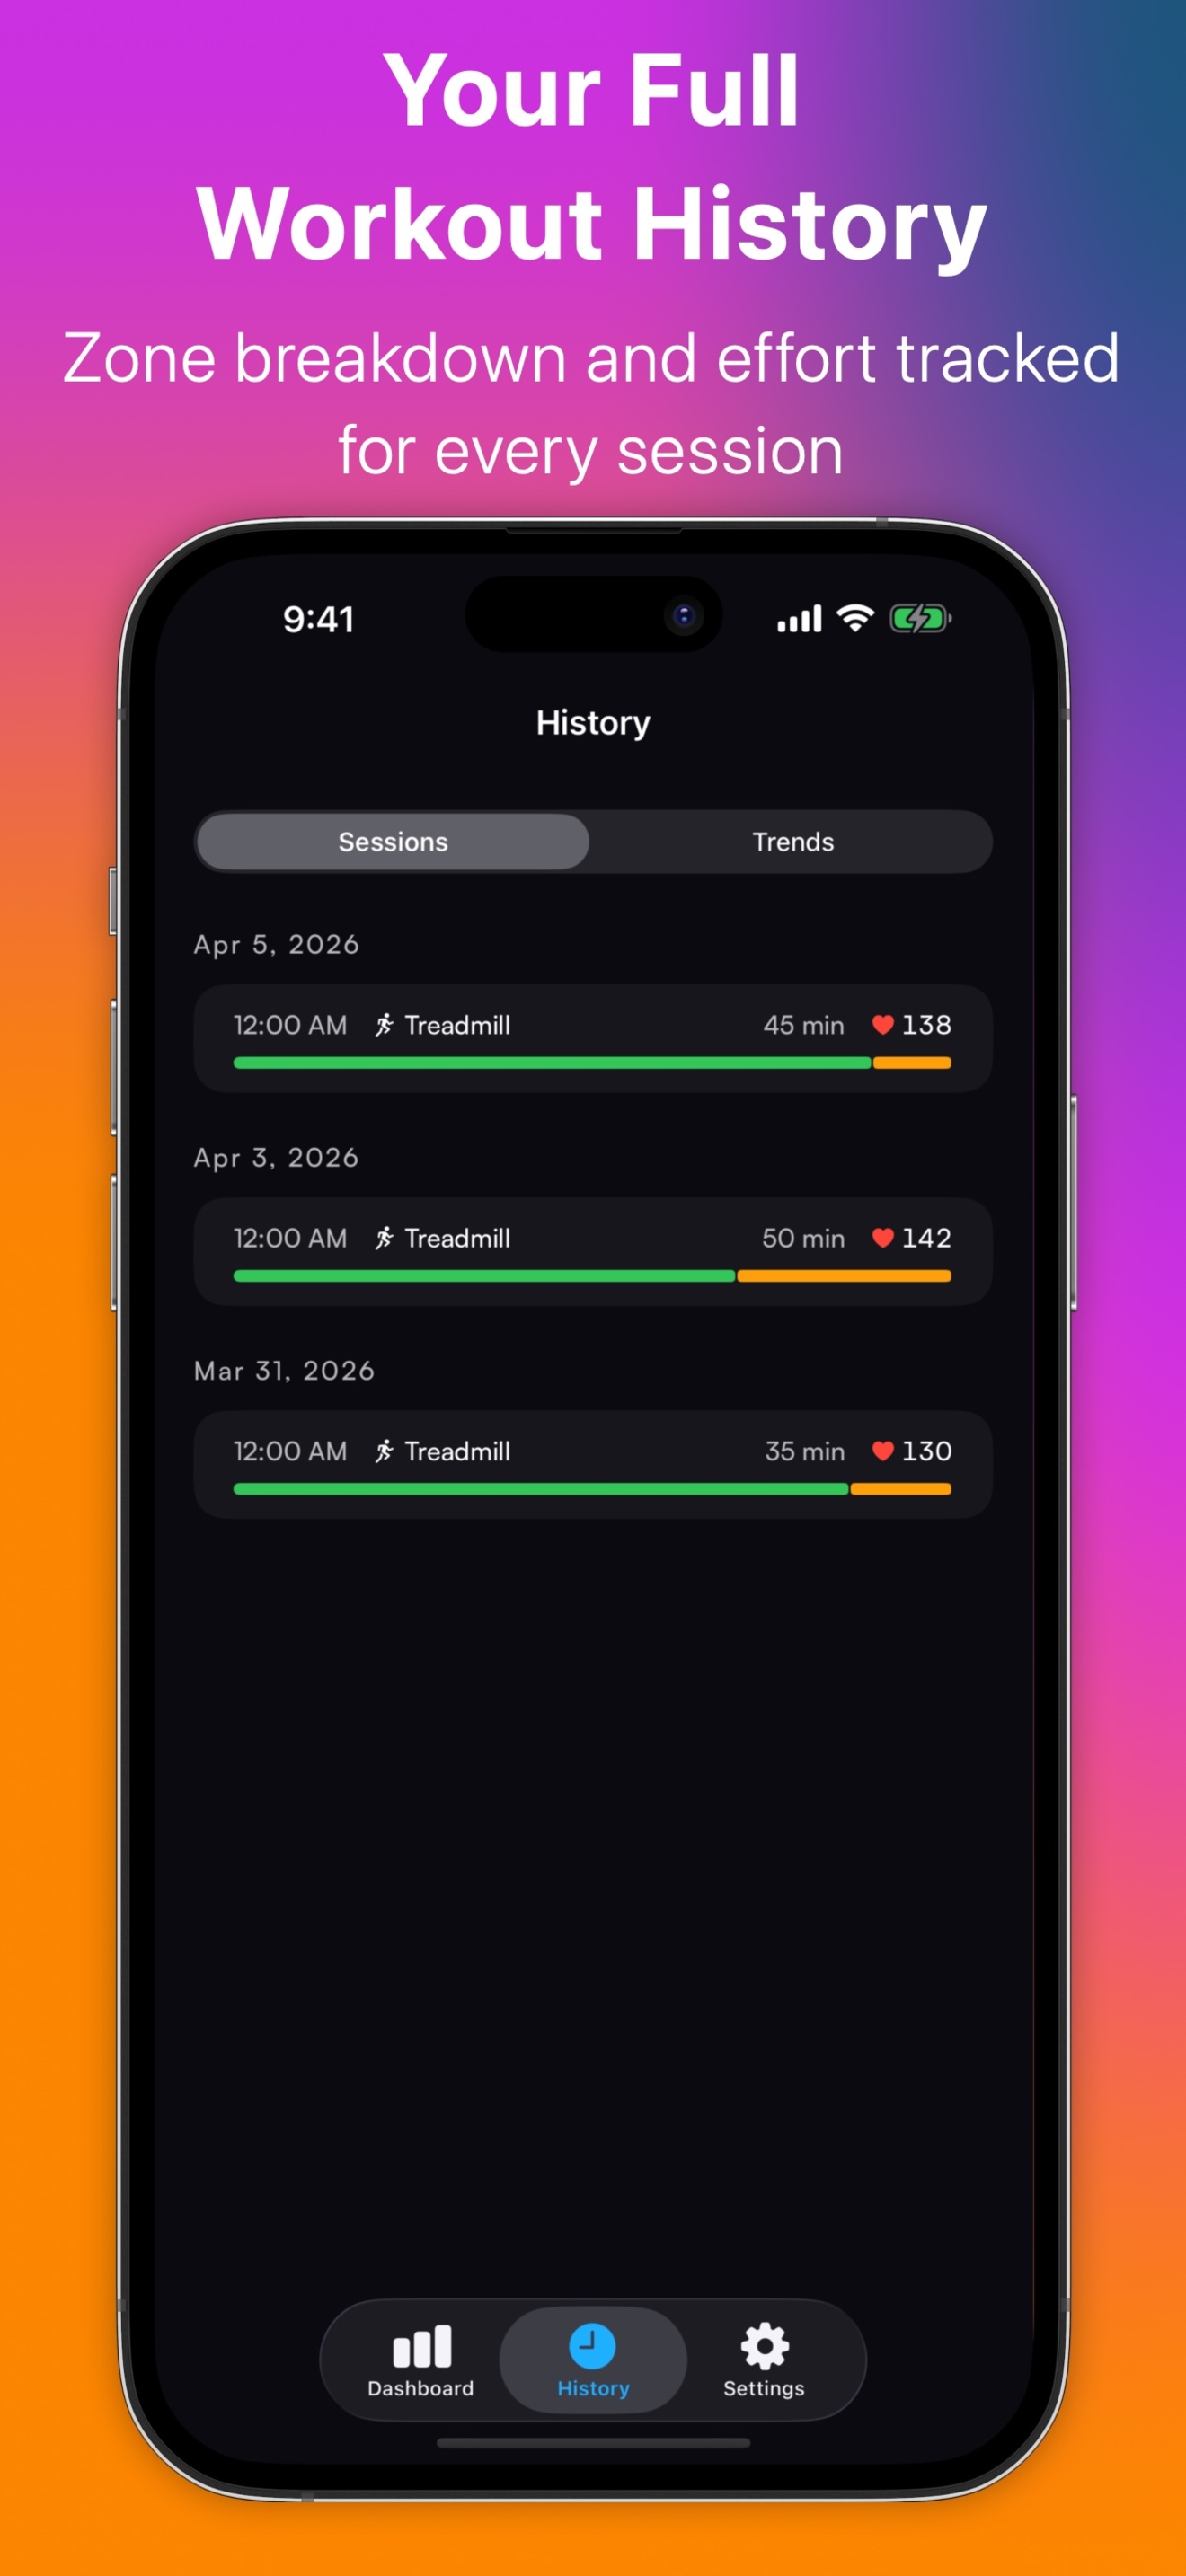 Your Full
Workout History
Zone breakdown and effort tracked
for every session
9:41
History
Sessions Trends
Apr 5, 2026
12:00 AM Treadmill 45 min 138
Apr 3, 2026
12:00 AM Treadmill 50 min 142
Mar 31, 2026
12:00 AM Treadmill 35 min 130
Dashboard History Settings